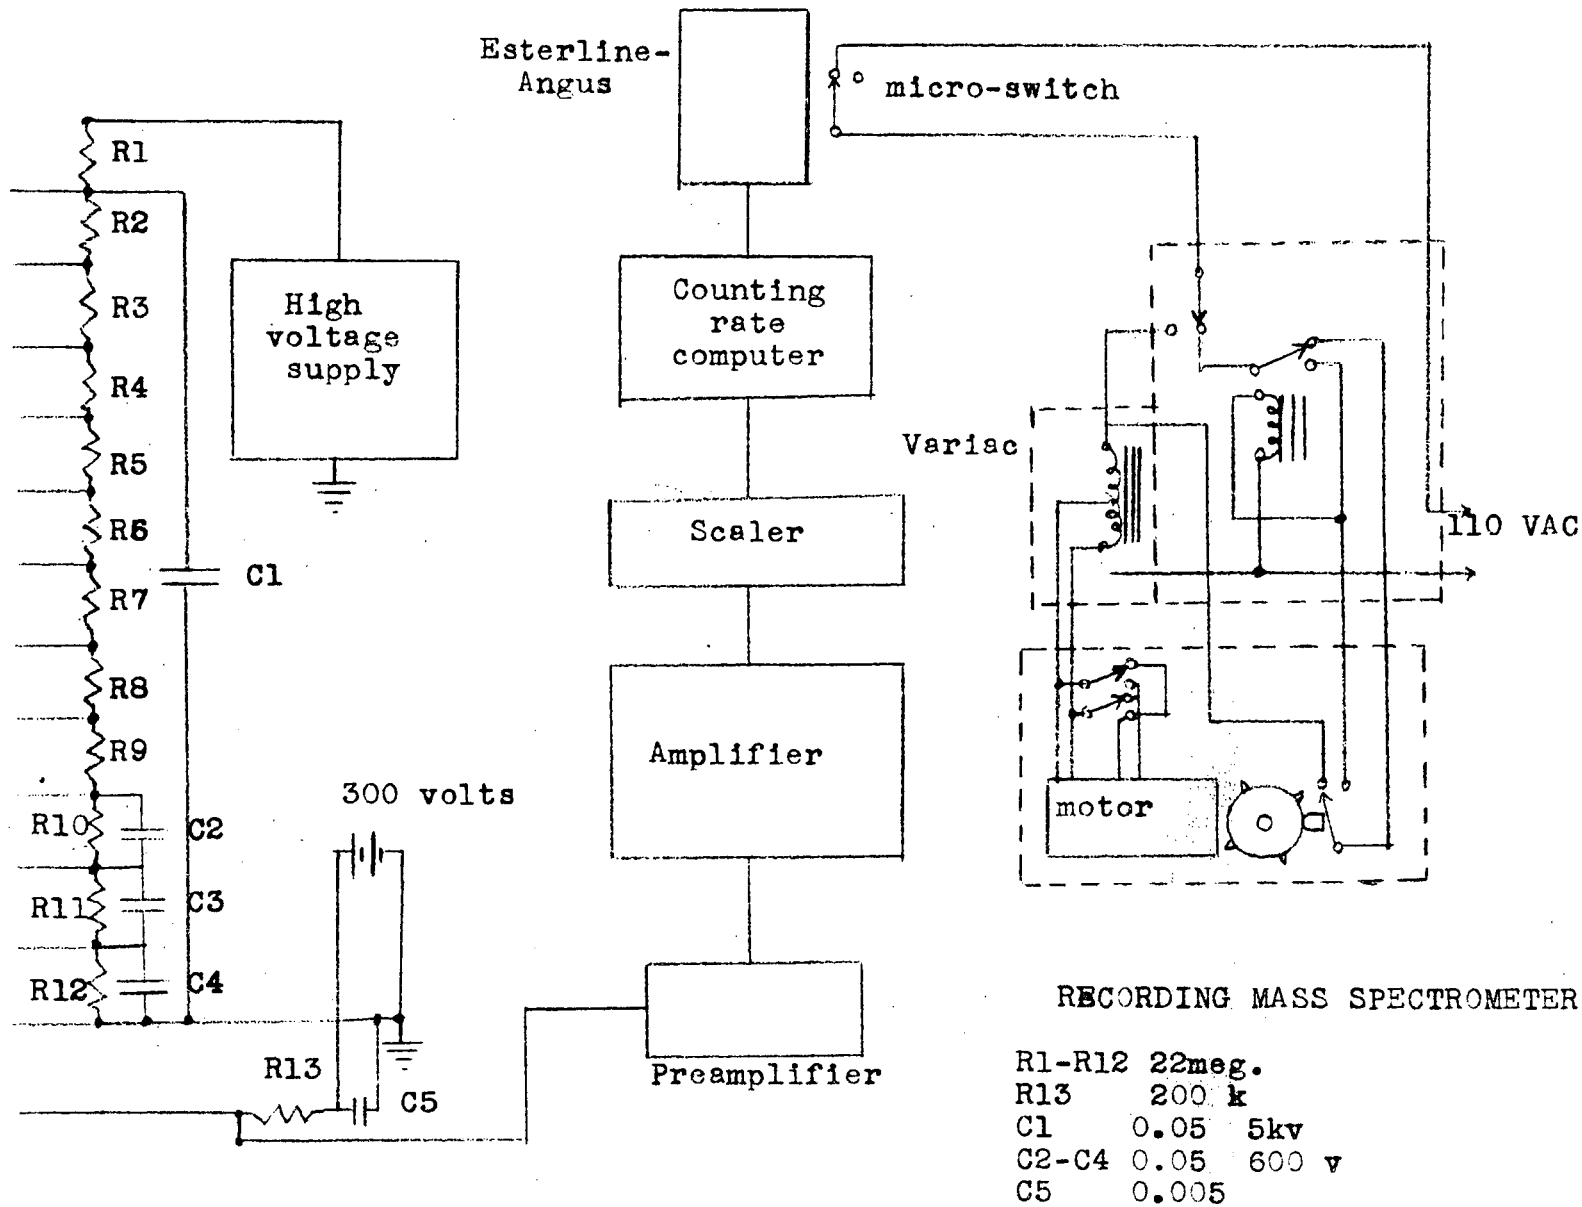 Esterline-
Angus
micro-switch
R1
R2
R3
R4
R5
R6
R7
R8
R9
R10
R11
R12
C1
C2
C3
C4
High
voltage
supply
300 volts
R13
C5
Counting
rate
computer
Scaler
Amplifier
Preamplifier
Variac
110 VAC
motor
RECORDING MASS SPECTROMETER
R1-R12 22meg.
R13 200 k
C1 0.05 5kv
C2-C4 0.05 600 v
C5 0.005